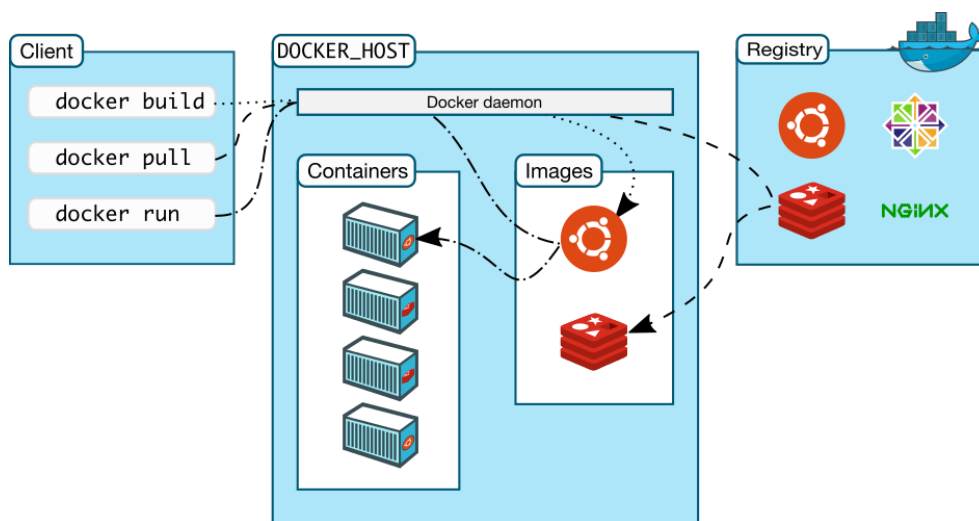 Client
docker build
docker pull
docker run
DOCKER_HOST
Docker daemon
Containers
Images
Registry
NGiNX